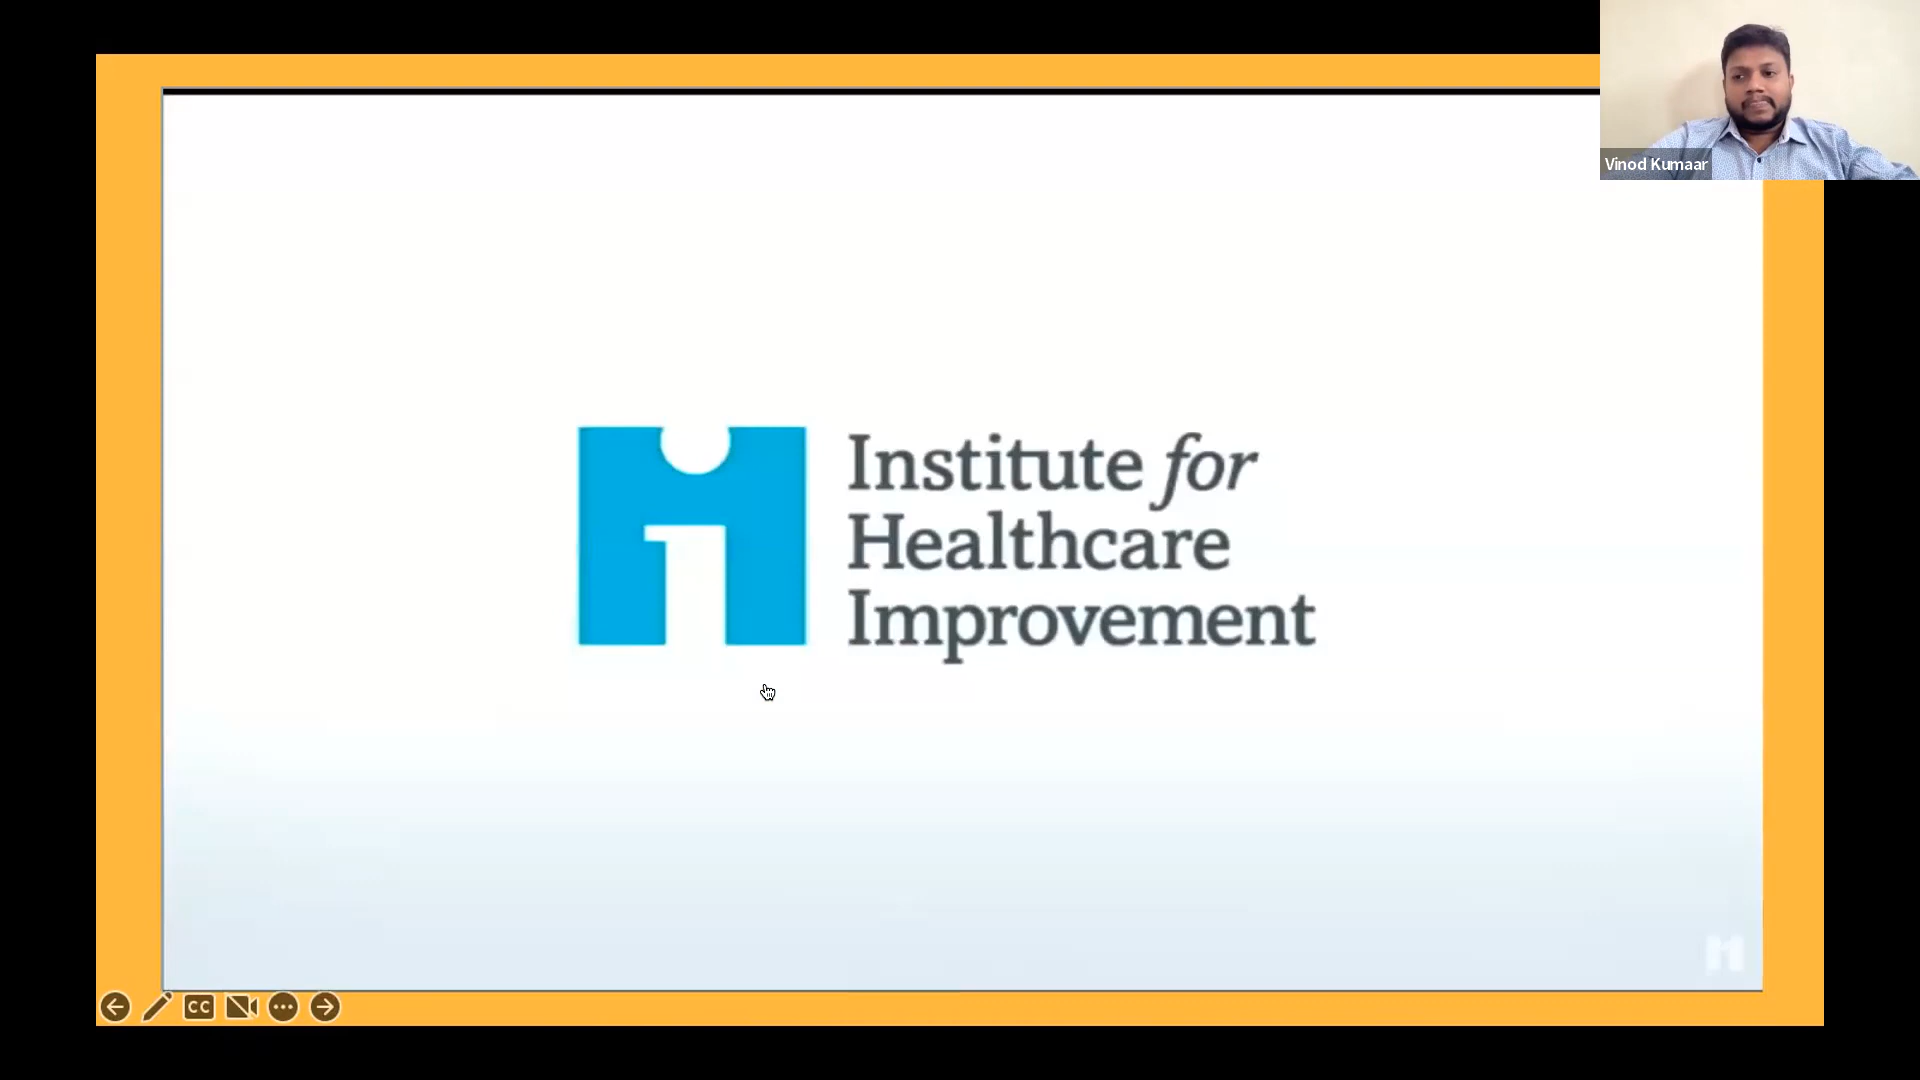 Vinod Kumaar
Institute for
Healthcare
Improvement
CC